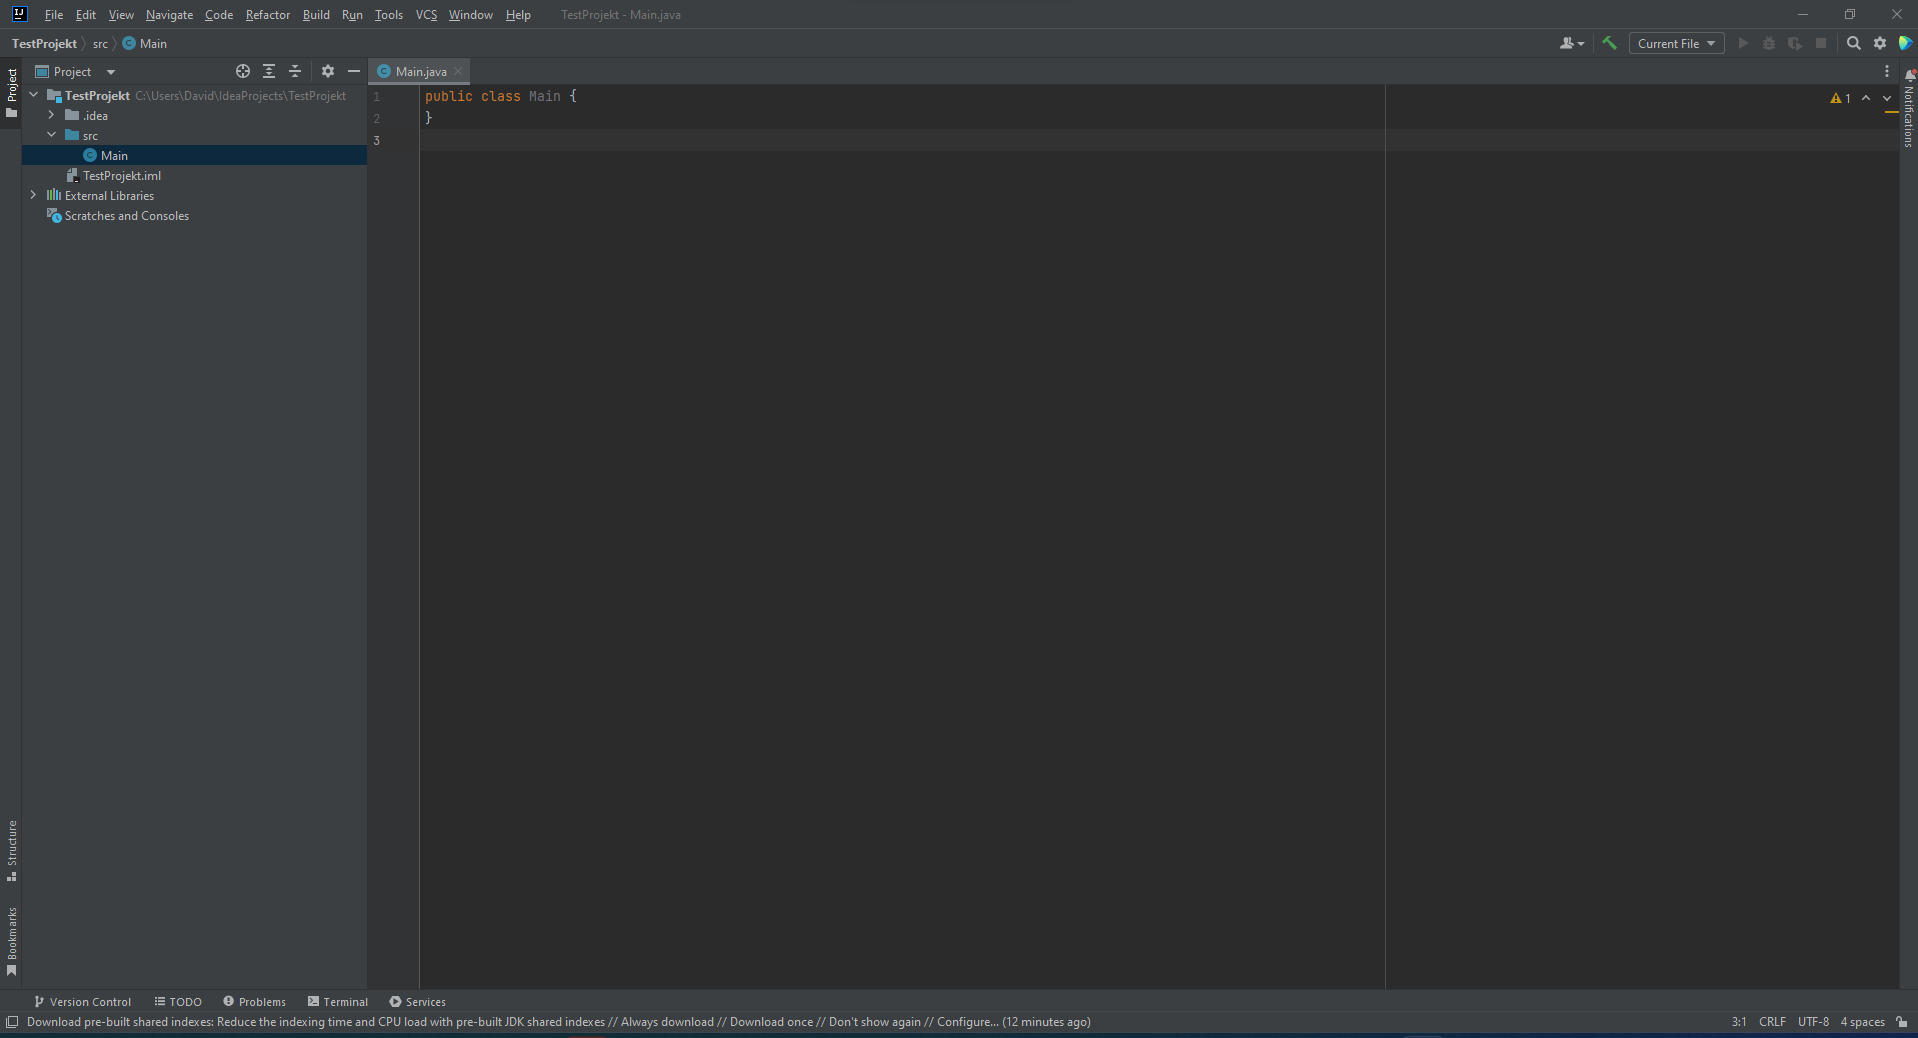 IJ File Edit View Navigate Code Refactor Build Run Tools VCS Window Help TestProjekt - Main.java
TestProjekt src C Main Current File
Project
Project
Main.java
TestProjekt C:\Users\David\IdeaProjects\TestProjekt
.idea
src
Main
TestProjekt.iml
External Libraries
Scratches and Consoles
1 public class Main {
2 }
3
1
Notifications
Structure
Bookmarks
Version Control TODO Problems Terminal Services
Download pre-built shared indexes: Reduce the indexing time and CPU load with pre-built JDK shared indexes // Always download // Download once // Don't show again // Configure... (12 minutes ago)
3:1 CRLF UTF-8 4 spaces